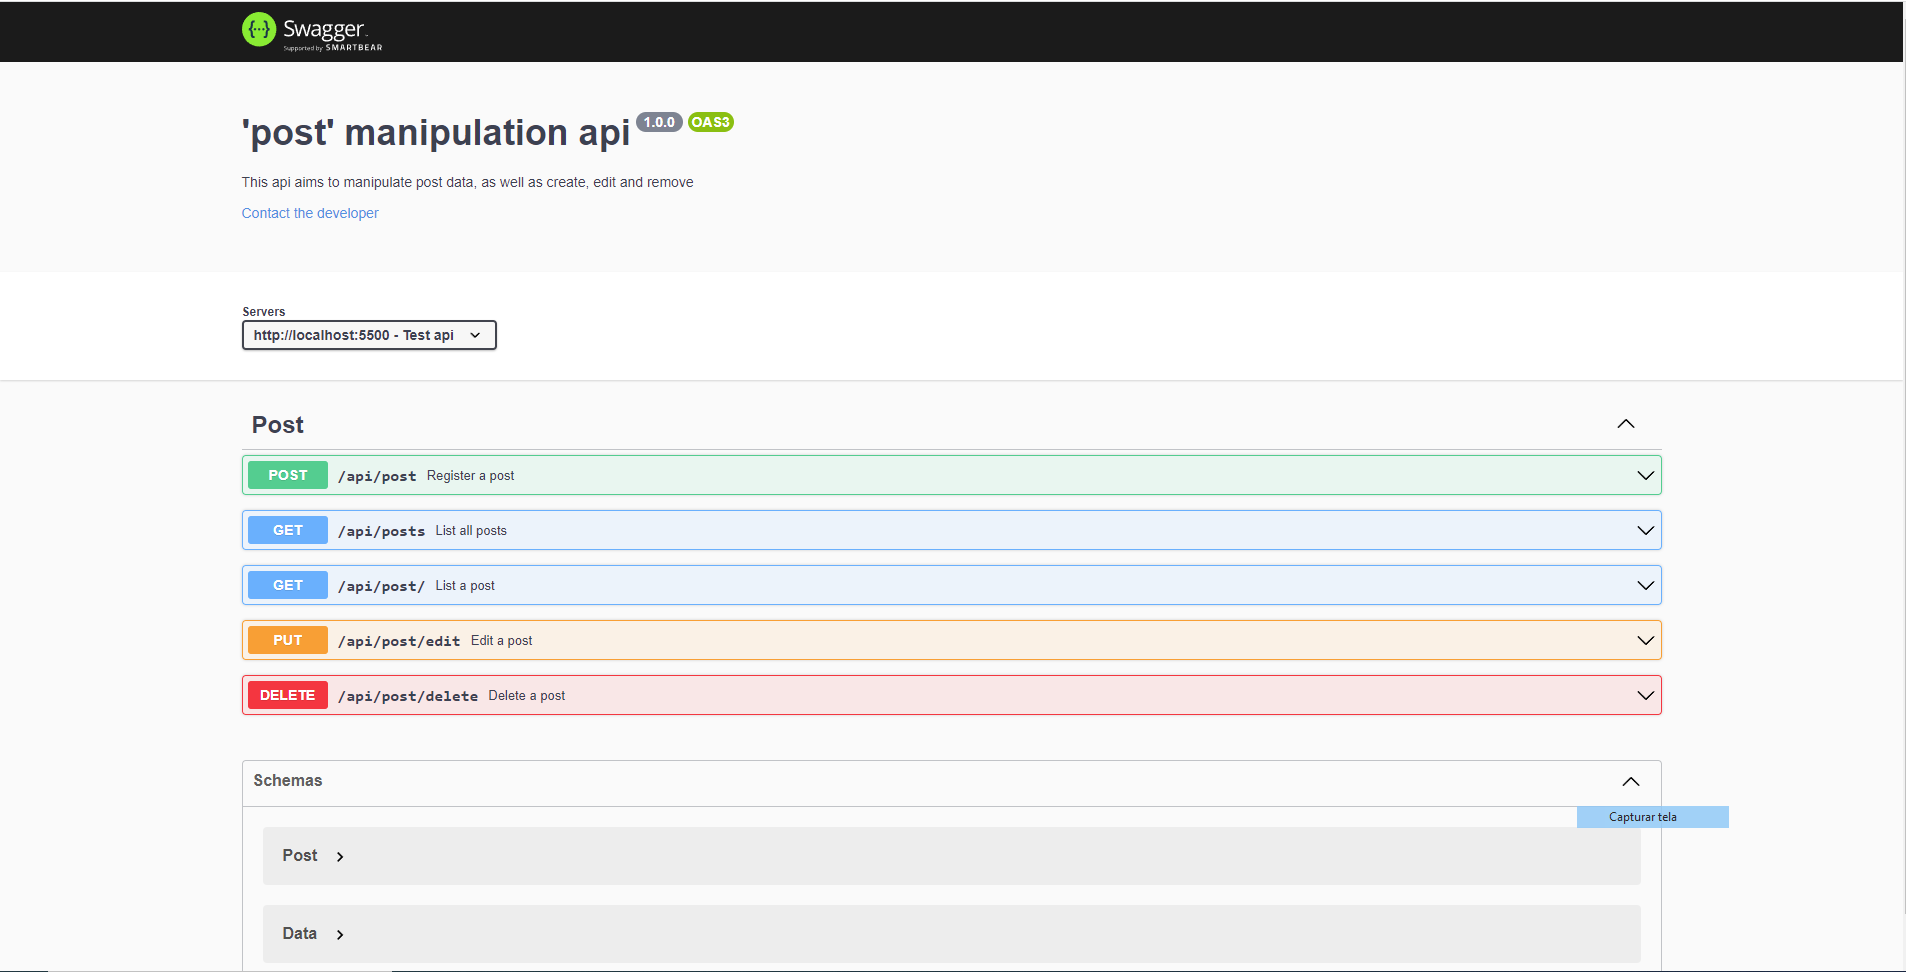 {···} Swagger™
Supported by SMARTBEAR
'post' manipulation api 1.0.0 OAS3
This api aims to manipulate post data, as well as create, edit and remove
Contact the developer
Servers
http://localhost:5500 - Test api
Post
POST /api/post Register a post
GET /api/posts List all posts
GET /api/post/ List a post
PUT /api/post/edit Edit a post
DELETE /api/post/delete Delete a post
Schemas
Capturar tela
Post
Data